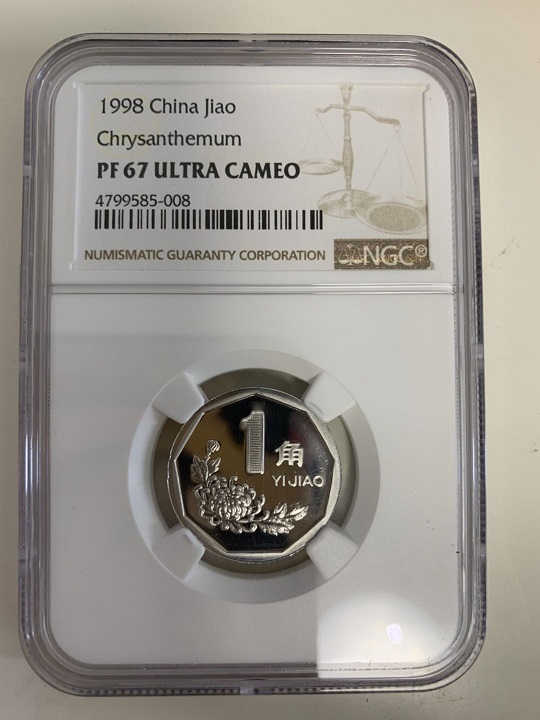 1998 China Jiao
Chrysanthemum
PF 67 ULTRA CAMEO
4799585-008
NUMISMATIC GUARANTY CORPORATION
NGC®
1角
YI JIAO